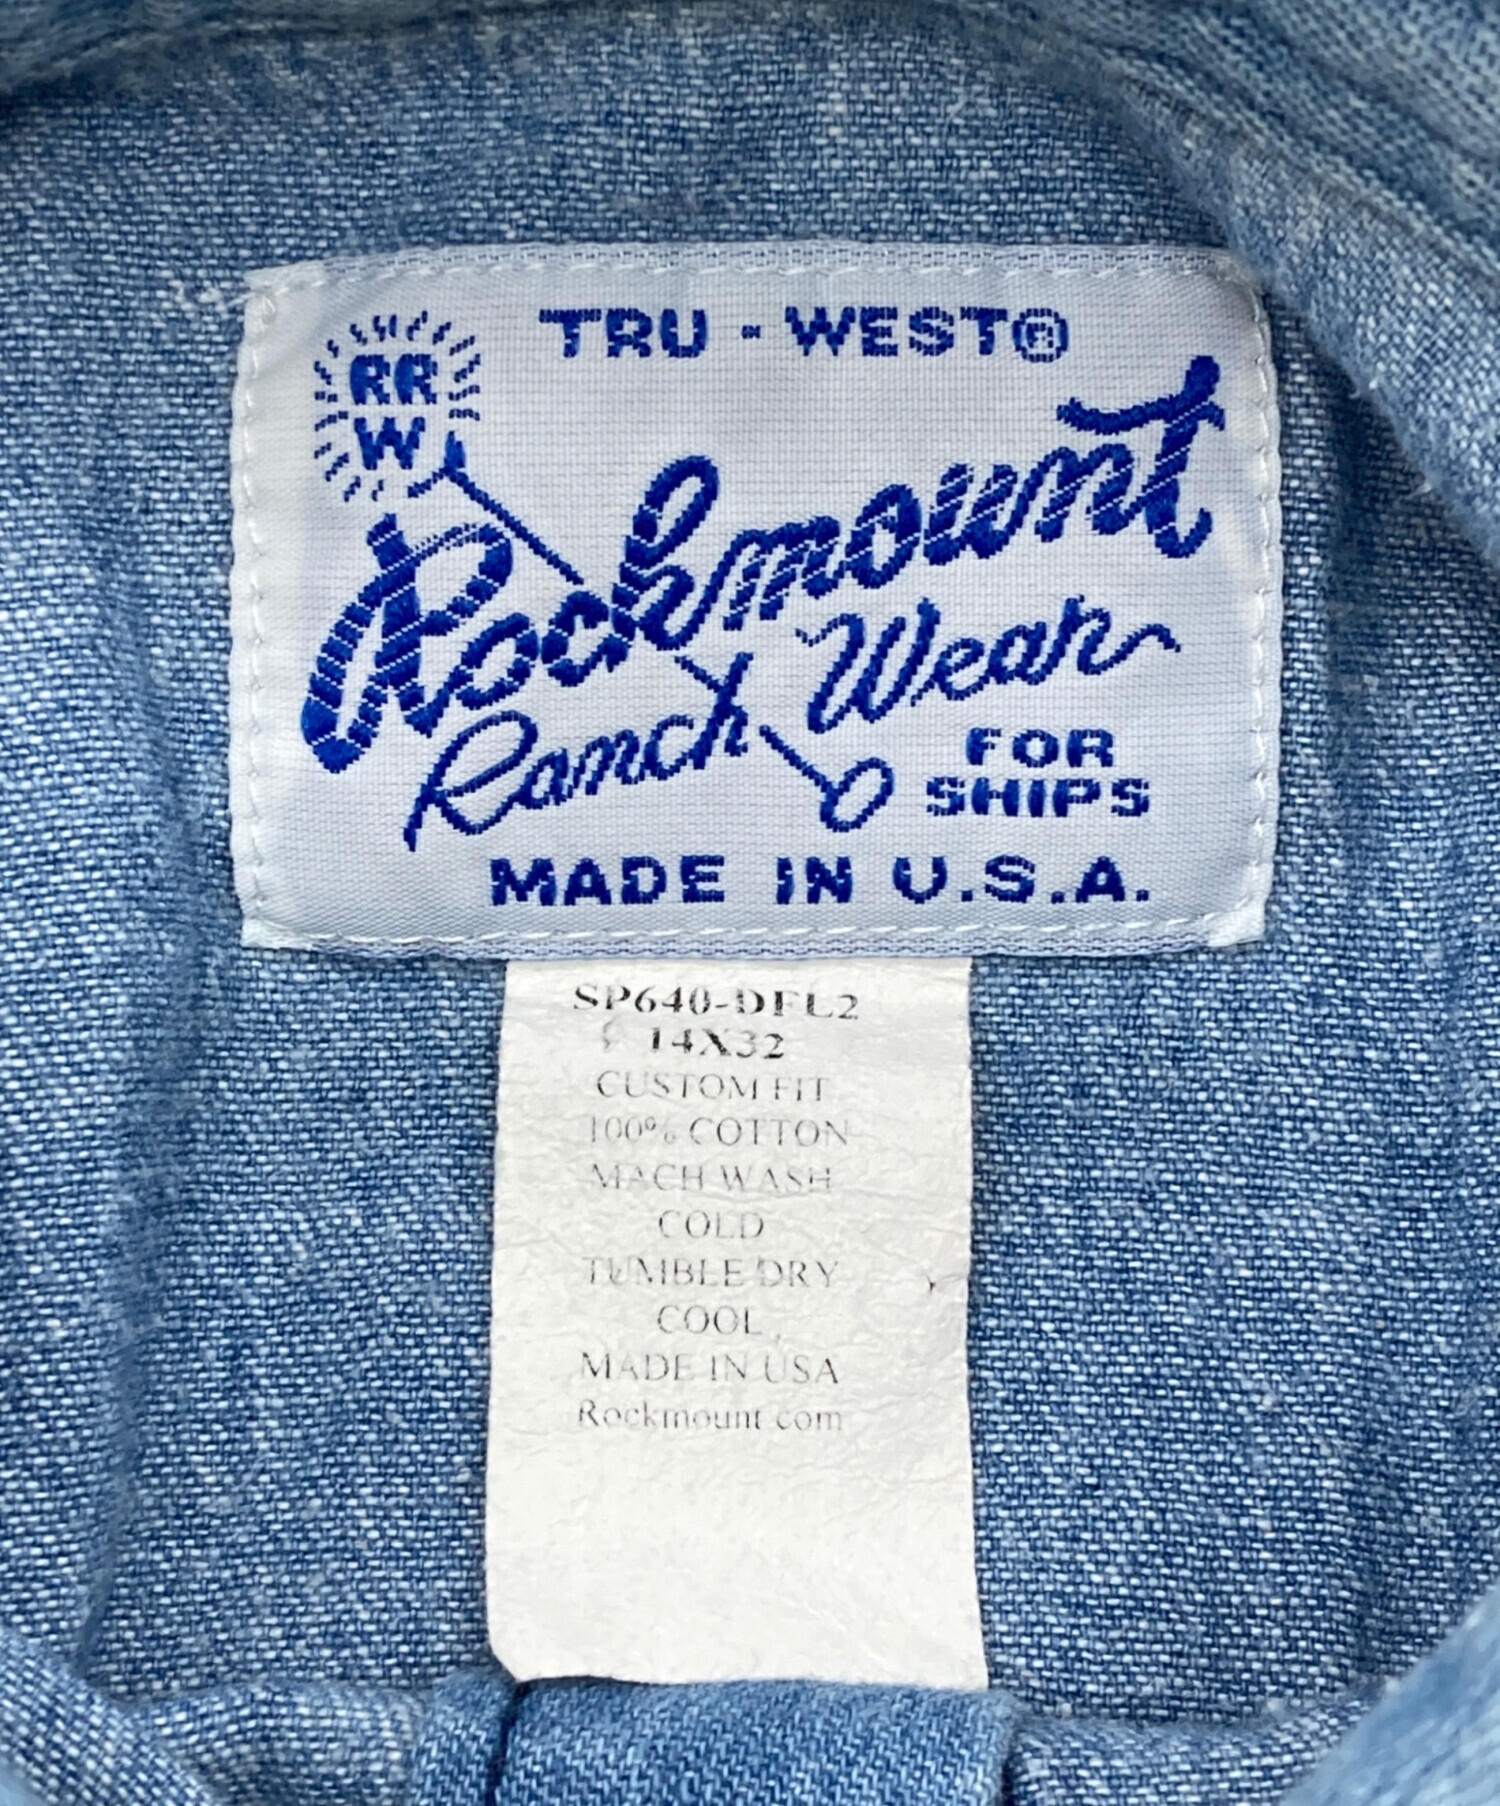 TRU - WEST®
RR
W
Rockmount
Ranch Wear
FOR
SHIPS
MADE IN U.S.A.
SP640-DFL2
14X32
CUSTOM FIT
100% COTTON
MACH WASH
COLD
TUMBLE DRY
COOL
MADE IN USA
Rockmount.com